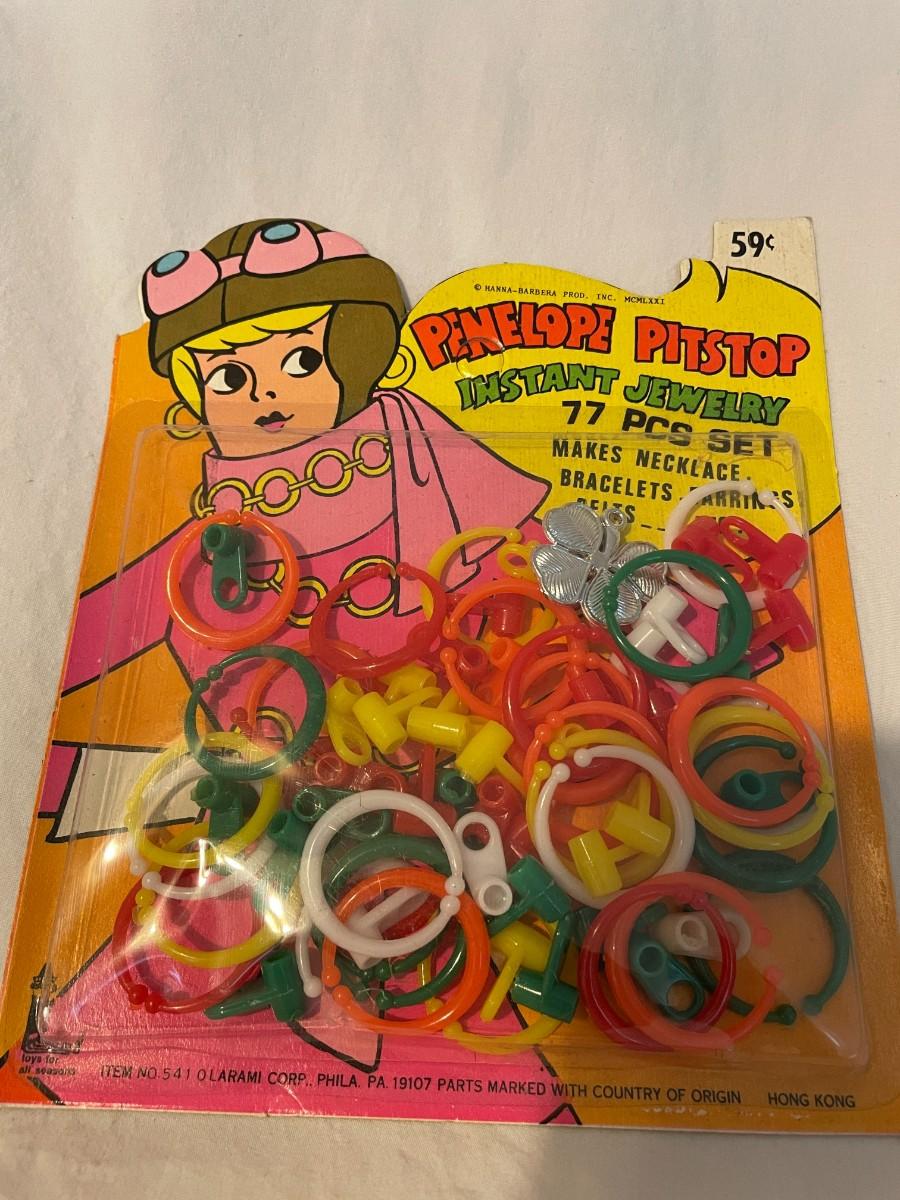 59¢
© HANNA-BARBERA PROD. INC. MCMLXXI
PENELOPE PITSTOP
INSTANT JEWELRY
77 PCS SET
MAKES NECKLACE
BRACELETS
BELTS
toys for
all seasons
ITEM NO. 541 0 LARAMI CORP., PHILA, PA. 19107 PARTS MARKED WITH COUNTRY OF ORIGIN HONG KONG